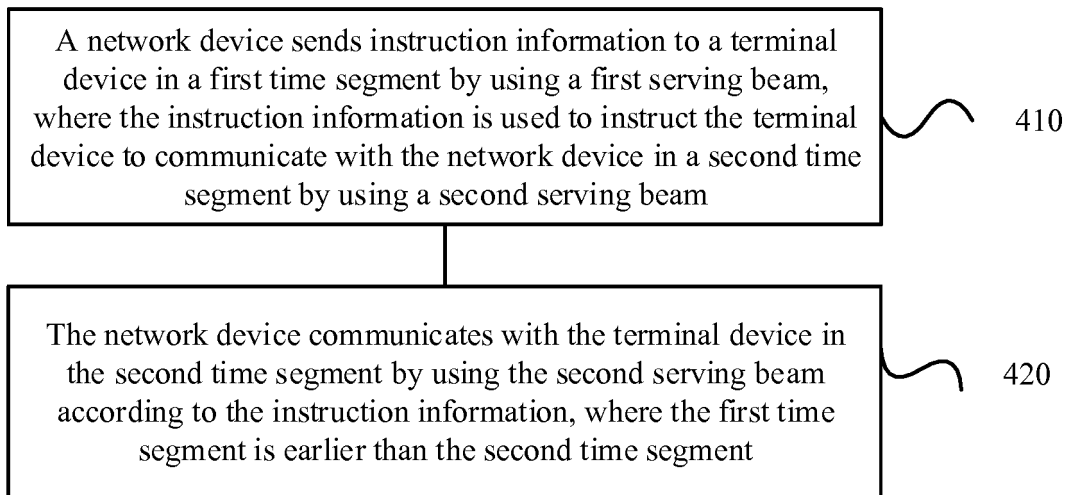 A network device sends instruction information to a terminal
device in a first time segment by using a first serving beam,
where the instruction information is used to instruct the terminal
device to communicate with the network device in a second time
segment by using a second serving beam
410
The network device communicates with the terminal device in
the second time segment by using the second serving beam
according to the instruction information, where the first time
segment is earlier than the second time segment
420